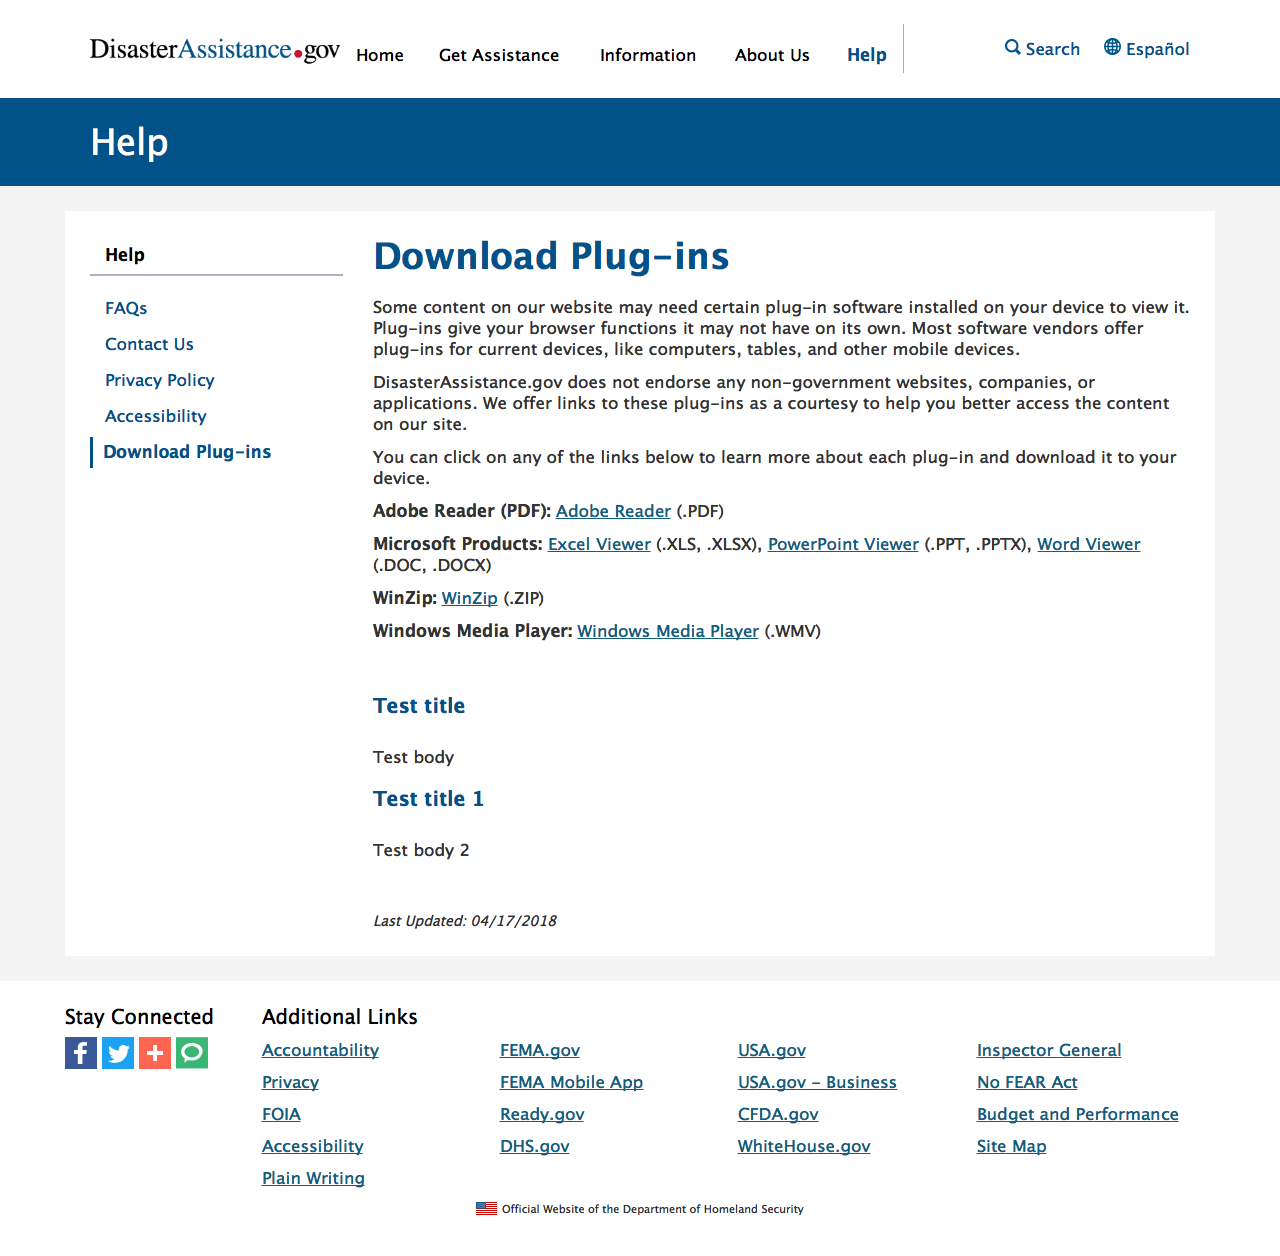 DisasterAssistance.gov
Home Get Assistance Information About Us Help
Search Español
Help
Help
FAQs
Contact Us
Privacy Policy
Accessibility
Download Plug-ins
Download Plug-ins
Some content on our website may need certain plug-in software installed on your device to view it.
Plug-ins give your browser functions it may not have on its own. Most software vendors offer
plug-ins for current devices, like computers, tables, and other mobile devices.
DisasterAssistance.gov does not endorse any non-government websites, companies, or
applications. We offer links to these plug-ins as a courtesy to help you better access the content
on our site.
You can click on any of the links below to learn more about each plug-in and download it to your
device.
Adobe Reader (PDF): Adobe Reader (.PDF)
Microsoft Products: Excel Viewer (.XLS, .XLSX), PowerPoint Viewer (.PPT, .PPTX), Word Viewer
(.DOC, .DOCX)
WinZip: WinZip (.ZIP)
Windows Media Player: Windows Media Player (.WMV)
Test title
Test body
Test title 1
Test body 2
Last Updated: 04/17/2018
Stay Connected
Additional Links
Accountability
Privacy
FOIA
Accessibility
Plain Writing
FEMA.gov
FEMA Mobile App
Ready.gov
DHS.gov
USA.gov
USA.gov - Business
CFDA.gov
WhiteHouse.gov
Inspector General
No FEAR Act
Budget and Performance
Site Map
Official Website of the Department of Homeland Security